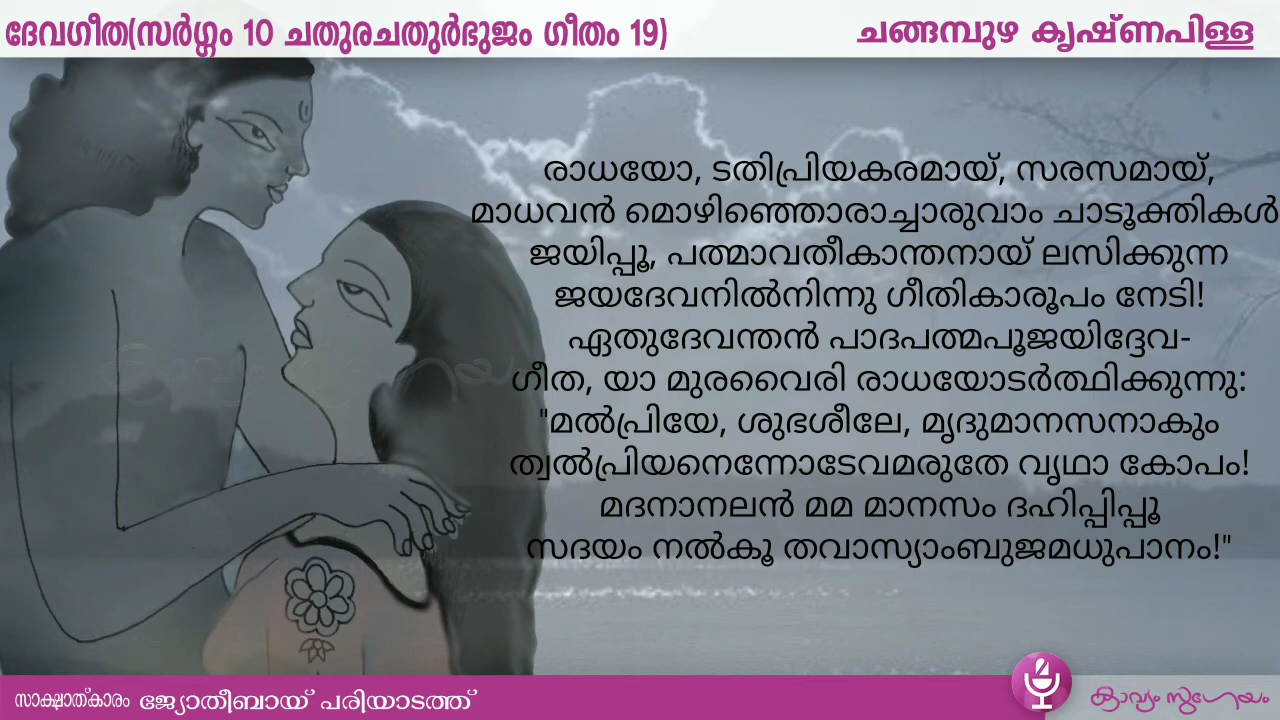 ദേവഗീത(സർഗ്ഗം 10 ചതുരചതുർഭുജം ഗീതം 19)
ചങ്ങമ്പുഴ കൃഷ്ണപിള്ള
രാധയോ, ടതിപ്രിയകരമായ്, സരസമായ്,
മാധവൻ മൊഴിഞ്ഞൊരാച്ചാരുവാം ചാടൂക്തികൾ
ജയിപ്പൂ, പത്മാവതീകാന്തനായ് ലസിക്കുന്ന
ജയദേവനിൽനിന്നു ഗീതികാരൂപം നേടി!
ഏതുദേവന്തൻ പാദപത്മപൂജയിദ്ദേവ-
ഗീത, യാ മുരവൈരി രാധയോടർത്ഥിക്കുന്നു:
"മൽപ്രിയേ, ശുഭശീലേ, മൃദുമാനസനാകും
ത്വൽപ്രിയനെന്നോടേവമരുതേ വൃഥാ കോപം!
മദനാനലൻ മമ മാനസം ദഹിപ്പിപ്പൂ
സദയം നൽകൂ തവാസ്യാംബുജമധുപാനം!"
സാക്ഷാത്കാരം ജ്യോതീബായ് പരിയാടത്ത്
കാവ്യം സുഗേയം